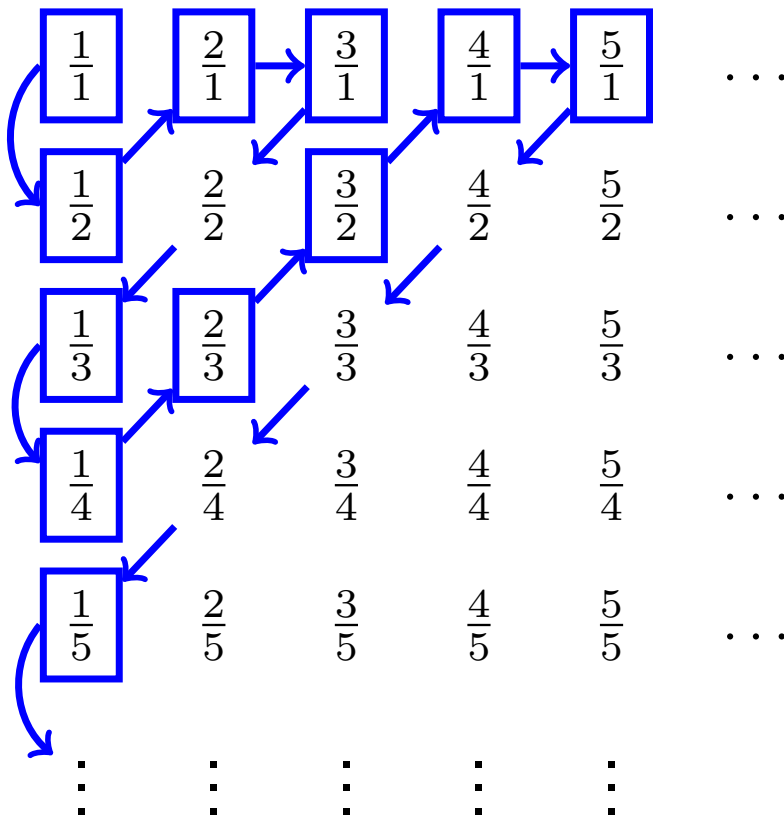 1/1 2/1 3/1 4/1 5/1 ...
1/2 2/2 3/2 4/2 5/2 ...
1/3 2/3 3/3 4/3 5/3 ...
1/4 2/4 3/4 4/4 5/4 ...
1/5 2/5 3/5 4/5 5/5 ...
⋮ ⋮ ⋮ ⋮ ⋮